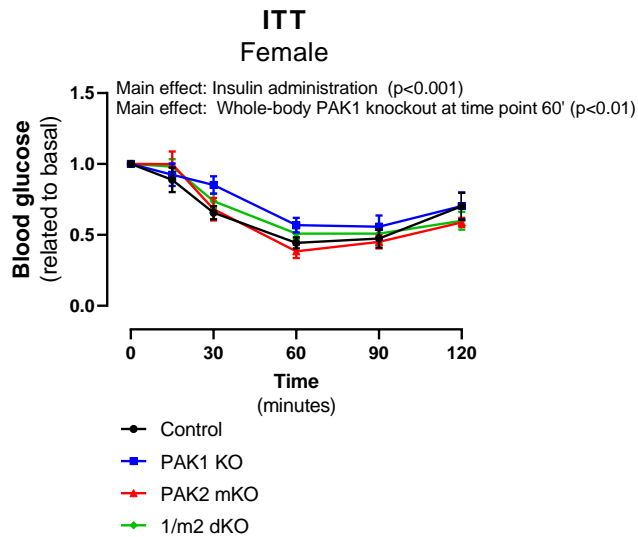 ITT
Female
Main effect: Insulin administration (p<0.001)
Main effect: Whole-body PAK1 knockout at time point 60' (p<0.01)
Blood glucose
(related to basal)
1.5
1.0
0.5
0.0
0 30 60 90 120
Time
(minutes)
Control
PAK1 KO
PAK2 mKO
1/m2 dKO